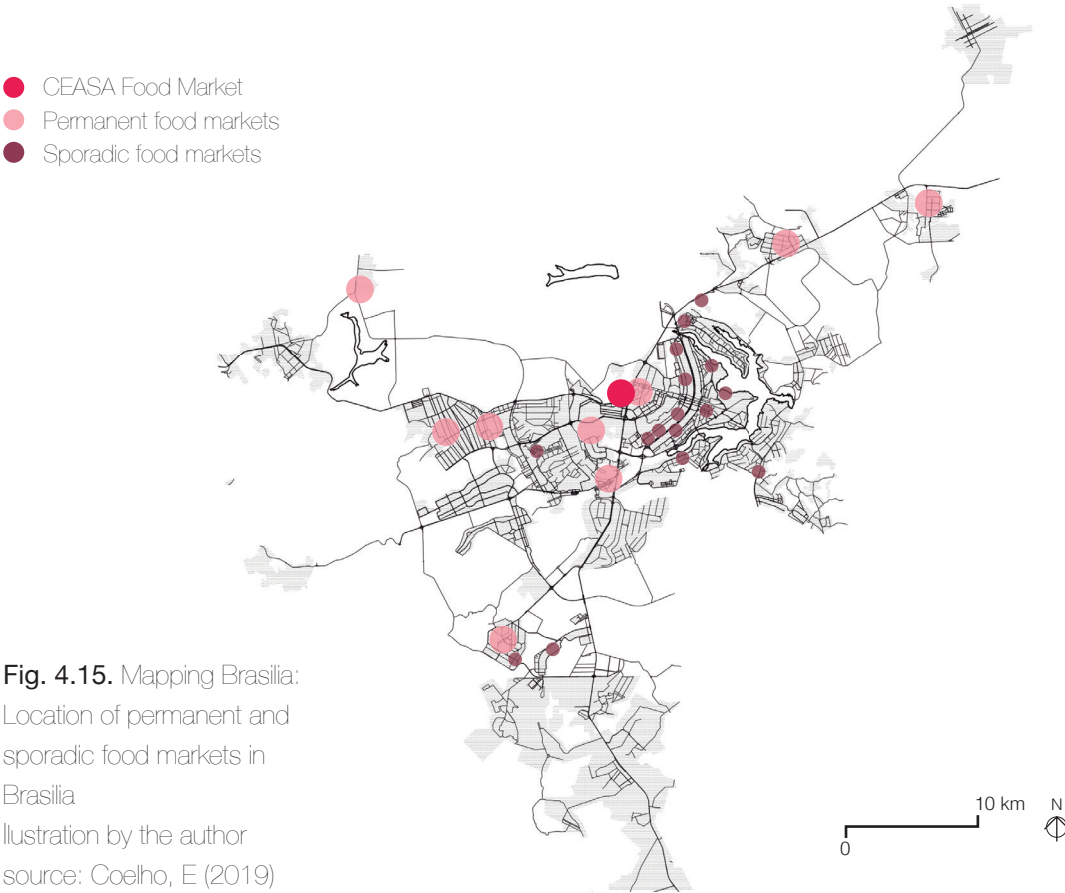 CEASA Food Market
Permanent food markets
Sporadic food markets
Fig. 4.15. Mapping Brasilia:
Location of permanent and
sporadic food markets in
Brasilia
llustration by the author
source: Coelho, E (2019)
10 km
N
0